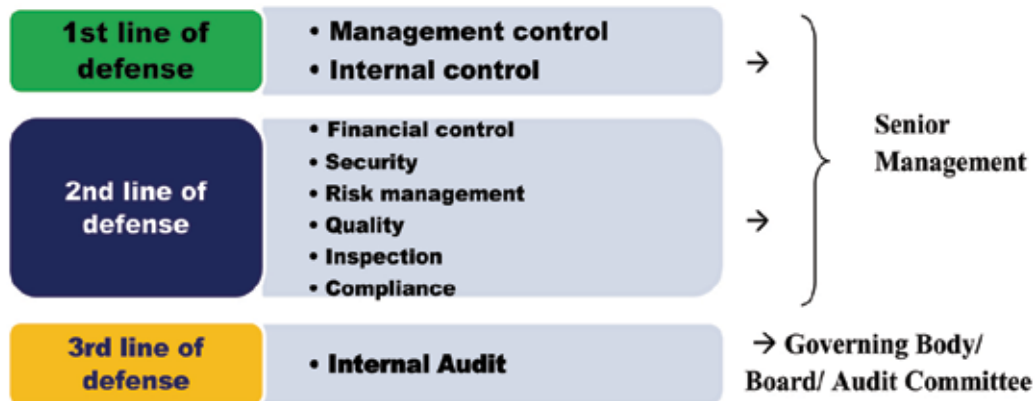 1st line of
defense
• Management control
• Internal control
→
2nd line of
defense
• Financial control
• Security
• Risk management
• Quality
• Inspection
• Compliance
→
Senior
Management
3rd line of
defense
• Internal Audit
→ Governing Body/
Board/ Audit Committee